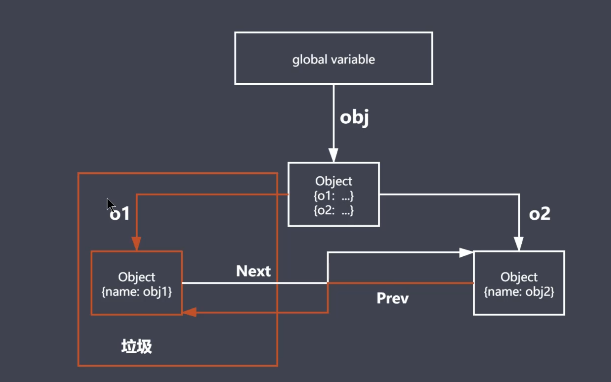 global variable
obj
Object
{o1: ...}
{o2: ...}
o1
o2
Next
Object
{name: obj1}
Object
{name: obj2}
Prev
垃圾